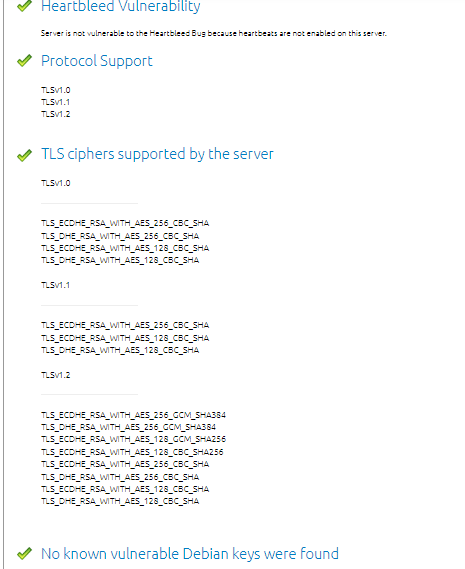 Heartbleed Vulnerability
Server is not vulnerable to the Heartbleed Bug because heartbeats are not enabled on this server.
Protocol Support
TLSv1.0
TLSv1.1
TLSv1.2
TLS ciphers supported by the server
TLSv1.0
TLS_ECDHE_RSA_WITH_AES_256_CBC_SHA
TLS_DHE_RSA_WITH_AES_256_CBC_SHA
TLS_ECDHE_RSA_WITH_AES_128_CBC_SHA
TLS_DHE_RSA_WITH_AES_128_CBC_SHA
TLSv1.1
TLS_ECDHE_RSA_WITH_AES_256_CBC_SHA
TLS_ECDHE_RSA_WITH_AES_128_CBC_SHA
TLS_DHE_RSA_WITH_AES_128_CBC_SHA
TLSv1.2
TLS_ECDHE_RSA_WITH_AES_256_GCM_SHA384
TLS_DHE_RSA_WITH_AES_256_GCM_SHA384
TLS_ECDHE_RSA_WITH_AES_128_GCM_SHA256
TLS_ECDHE_RSA_WITH_AES_128_CBC_SHA256
TLS_ECDHE_RSA_WITH_AES_256_CBC_SHA
TLS_DHE_RSA_WITH_AES_256_CBC_SHA
TLS_ECDHE_RSA_WITH_AES_128_CBC_SHA
TLS_DHE_RSA_WITH_AES_128_CBC_SHA
No known vulnerable Debian keys were found